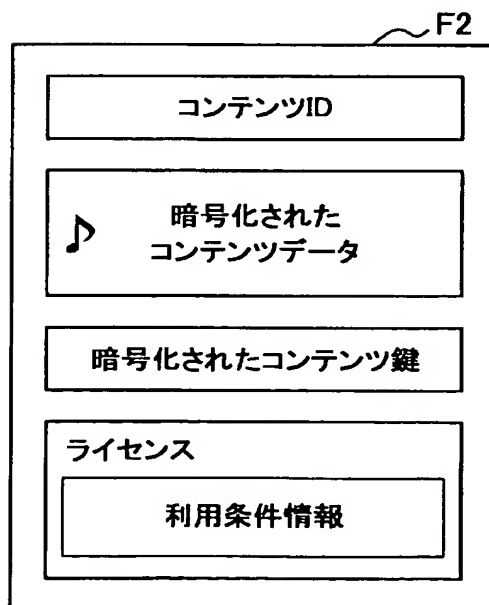 F2
コンテンツID
暗号化された
コンテンツデータ
暗号化されたコンテンツ鍵
ライセンス
利用条件情報